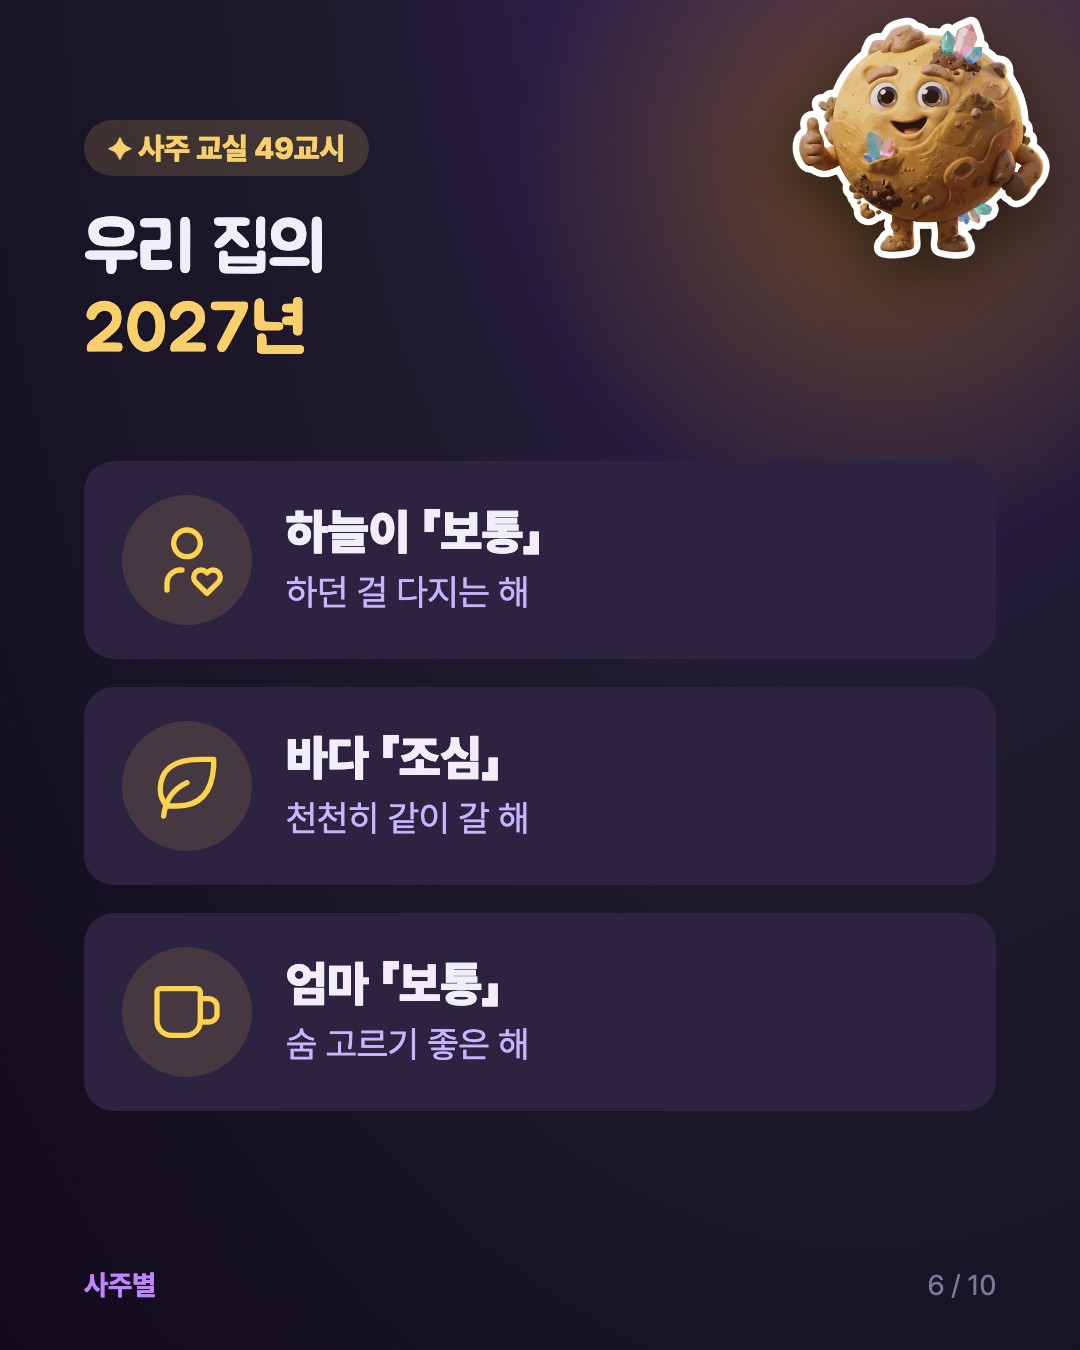 ✦ 사주 교실 49교시
우리 집의
2027년
하늘이 「보통」
하던 걸 다지는 해
바다 「조심」
천천히 같이 갈 해
엄마 「보통」
숨 고르기 좋은 해
사주별
6 / 10